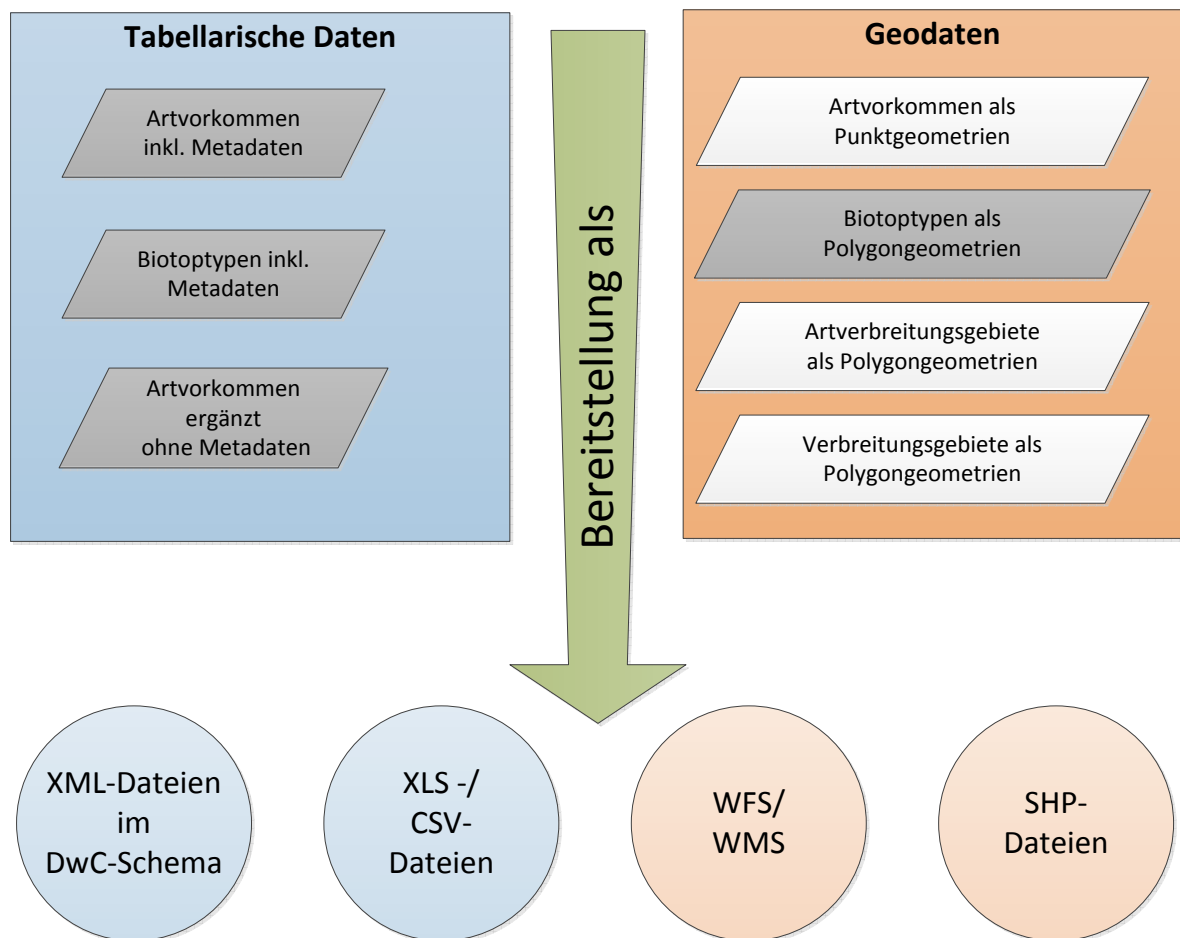 Tabellarische Daten
Artvorkommen
inkl. Metadaten
Biotoptypen inkl.
Metadaten
Artvorkommen
ergänzt
ohne Metadaten
Bereitstellung als
Geodaten
Artvorkommen als
Punktgeometrien
Biotoptypen als
Polygongeometrien
Artverbreitungsgebiete
als Polygongeometrien
Verbreitungsgebiete als
Polygongeometrien
XML-Dateien
im
DwC-Schema
XLS -/
CSV-
Dateien
WFS/
WMS
SHP-
Dateien